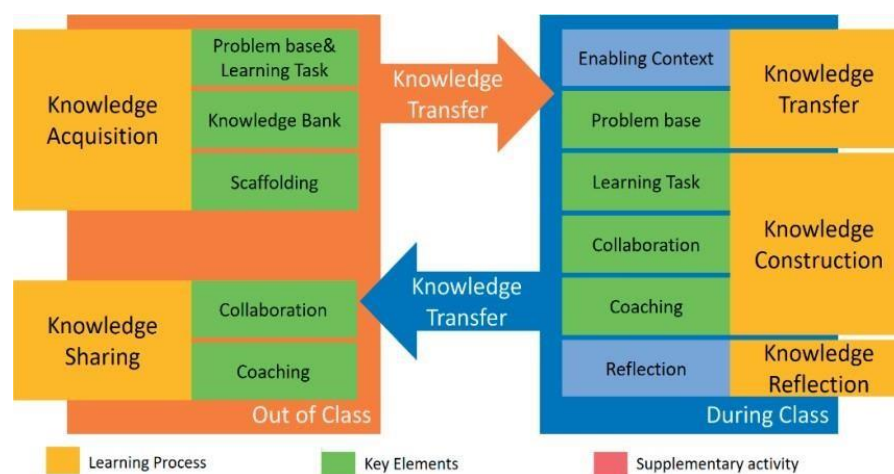 Knowledge
Acquisition
Problem base&
Learning Task
Knowledge Bank
Scaffolding
Knowledge
Transfer
Enabling Context
Problem base
Knowledge
Transfer
Learning Task
Collaboration
Coaching
Knowledge
Construction
Knowledge
Transfer
Knowledge
Sharing
Collaboration
Coaching
Reflection
Knowledge
Reflection
Out of Class
During Class
Learning Process
Key Elements
Supplementary activity